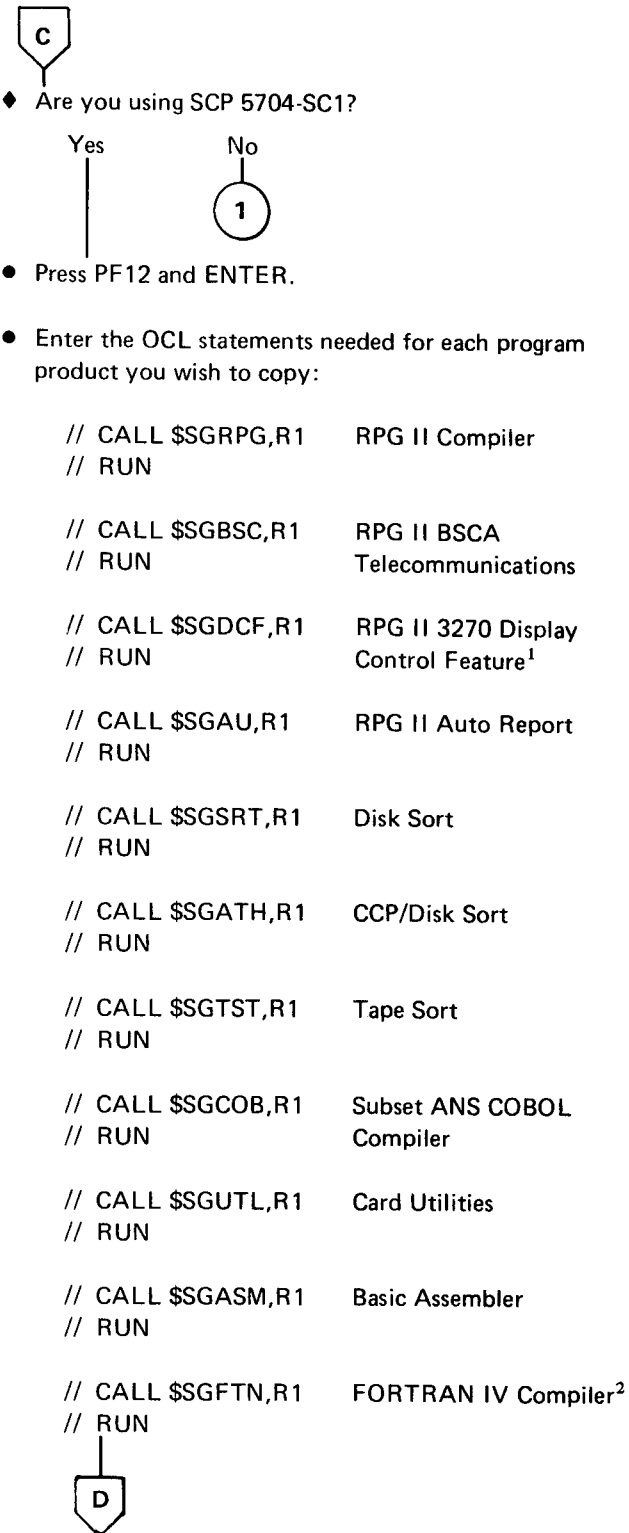 C
♦ Are you using SCP 5704-SC1?
Yes No
1
● Press PF12 and ENTER.
● Enter the OCL statements needed for each program
product you wish to copy:
// CALL $SGRPG,R1 RPG II Compiler
// RUN
// CALL $SGBSC,R1 RPG II BSCA
// RUN Telecommunications
// CALL $SGDCF,R1 RPG II 3270 Display
// RUN Control Feature¹
// CALL $SGAU,R1 RPG II Auto Report
// RUN
// CALL $SGSRT,R1 Disk Sort
// RUN
// CALL $SGATH,R1 CCP/Disk Sort
// RUN
// CALL $SGTST,R1 Tape Sort
// RUN
// CALL $SGCOB,R1 Subset ANS COBOL
// RUN Compiler
// CALL $SGUTL,R1 Card Utilities
// RUN
// CALL $SGASM,R1 Basic Assembler
// RUN
// CALL $SGFTN,R1 FORTRAN IV Compiler²
// RUN
D